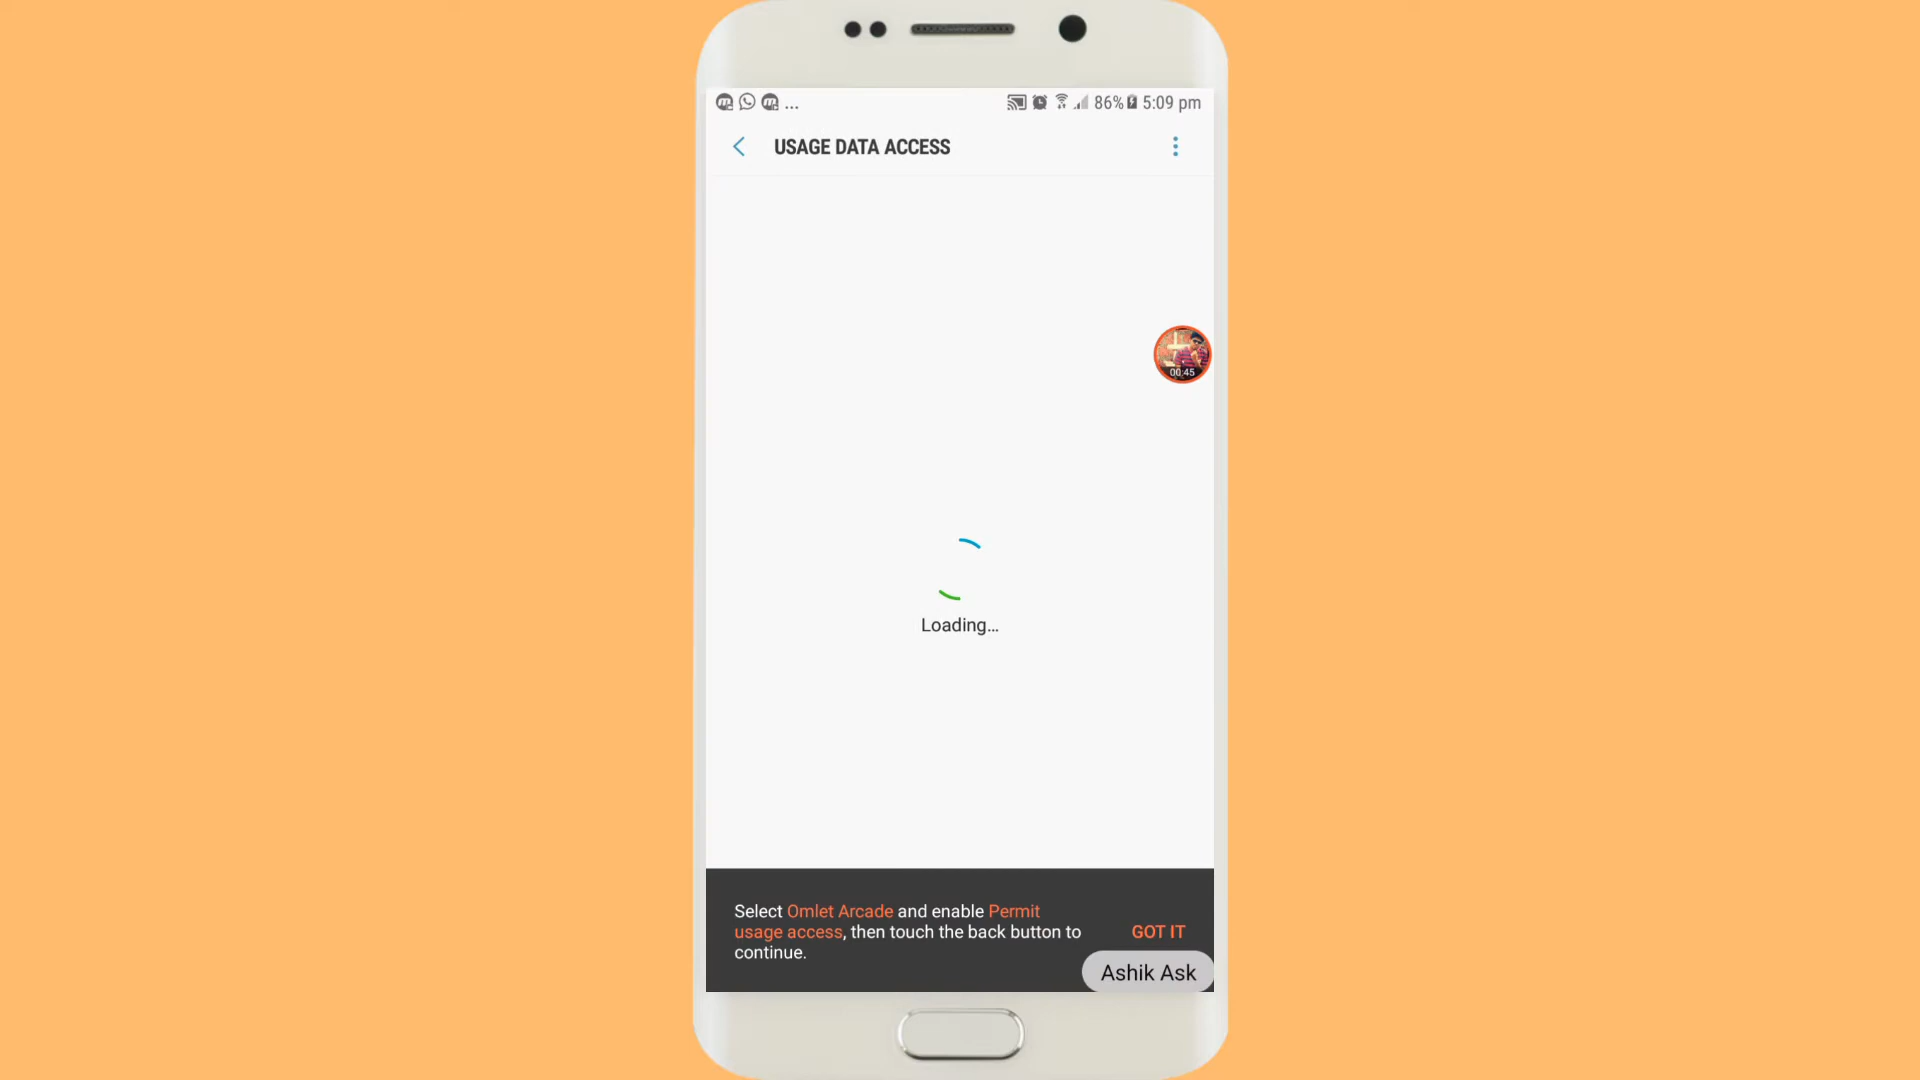 86% 5:09 pm
USAGE DATA ACCESS
00:45
Loading...
Select Omlet Arcade and enable Permit
usage access, then touch the back button to
continue.
GOT IT
Ashik Ask